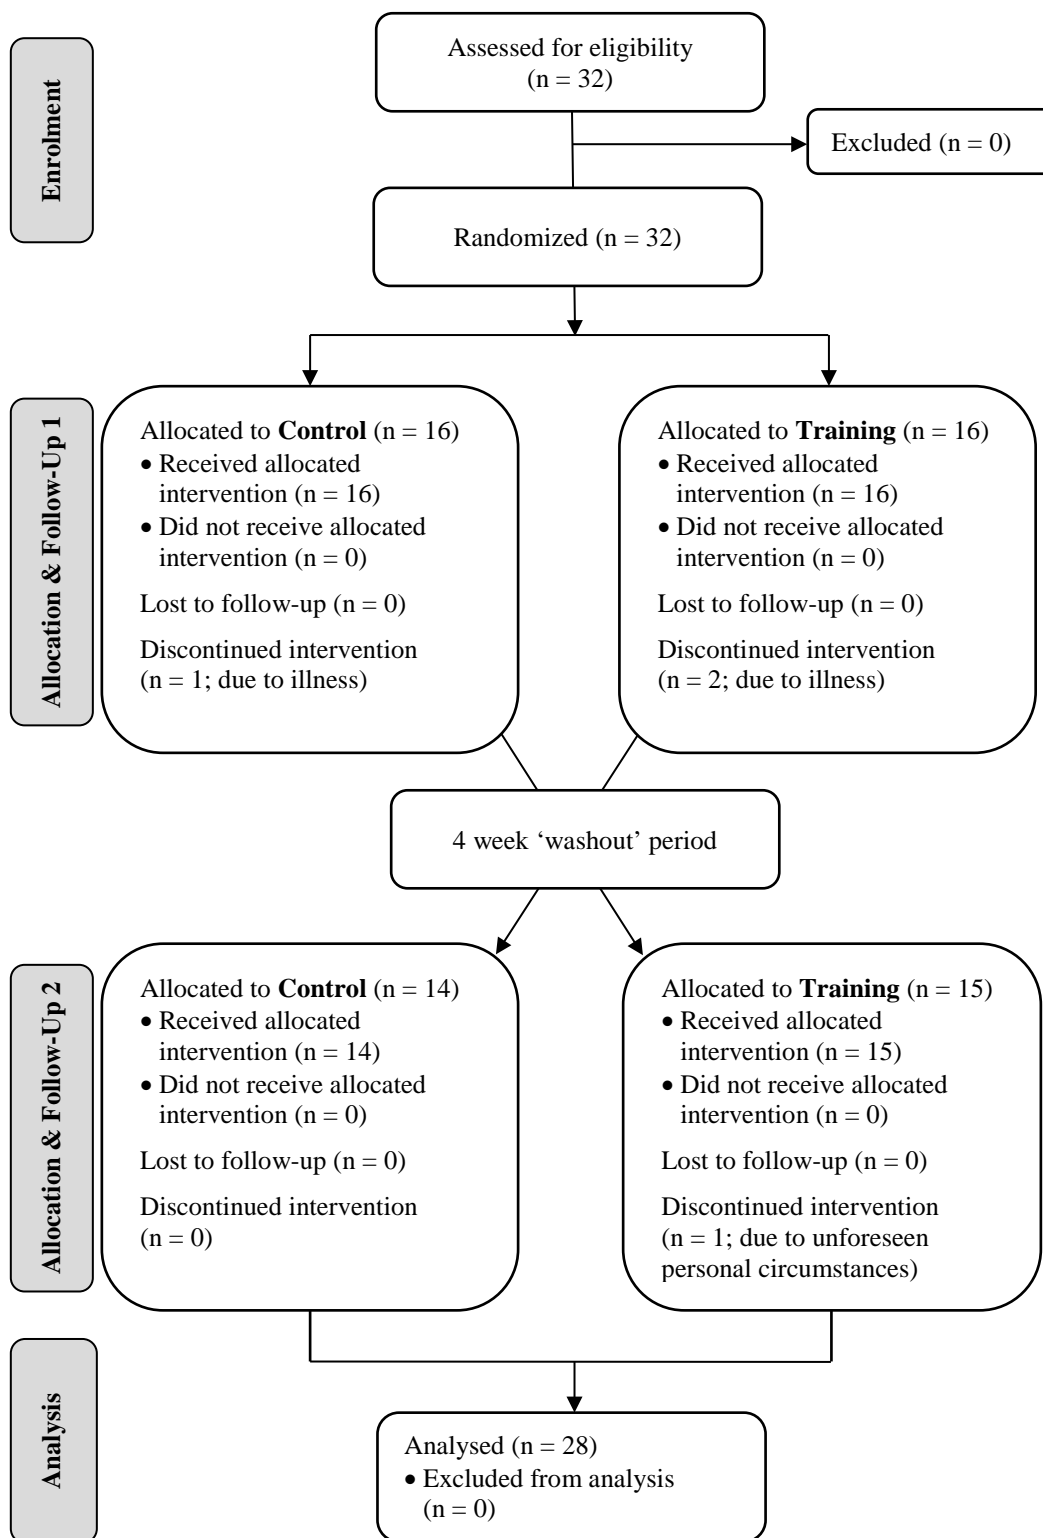 Enrolment
Assessed for eligibility
(n = 32)
Excluded (n = 0)
Randomized (n = 32)
Allocation & Follow-Up 1
Allocated to Control (n = 16)
• Received allocated
intervention (n = 16)
• Did not receive allocated
intervention (n = 0)
Lost to follow-up (n = 0)
Discontinued intervention
(n = 1; due to illness)
Allocated to Training (n = 16)
• Received allocated
intervention (n = 16)
• Did not receive allocated
intervention (n = 0)
Lost to follow-up (n = 0)
Discontinued intervention
(n = 2; due to illness)
4 week ‘washout’ period
Allocation & Follow-Up 2
Allocated to Control (n = 14)
• Received allocated
intervention (n = 14)
• Did not receive allocated
intervention (n = 0)
Lost to follow-up (n = 0)
Discontinued intervention
(n = 0)
Allocated to Training (n = 15)
• Received allocated
intervention (n = 15)
• Did not receive allocated
intervention (n = 0)
Lost to follow-up (n = 0)
Discontinued intervention
(n = 1; due to unforeseen
personal circumstances)
Analysis
Analysed (n = 28)
• Excluded from analysis
(n = 0)